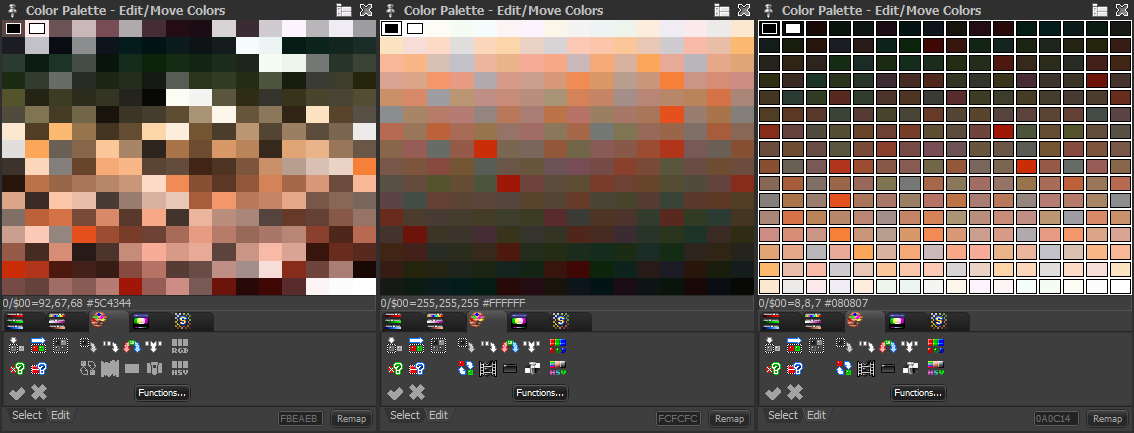 Color Palette - Edit/Move Colors
0/$00=92,67,68 #5C4344
S
RGB
HSV
Functions...
Select Edit
FBEAEB Remap
Color Palette - Edit/Move Colors
0/$00=255,255,255 #FFFFFF
S
HSV
Functions...
Select Edit
FCFCFC Remap
Color Palette - Edit/Move Colors
0/$00=8,8,7 #080807
S
HSV
Functions...
Select Edit
0A0C14 Remap